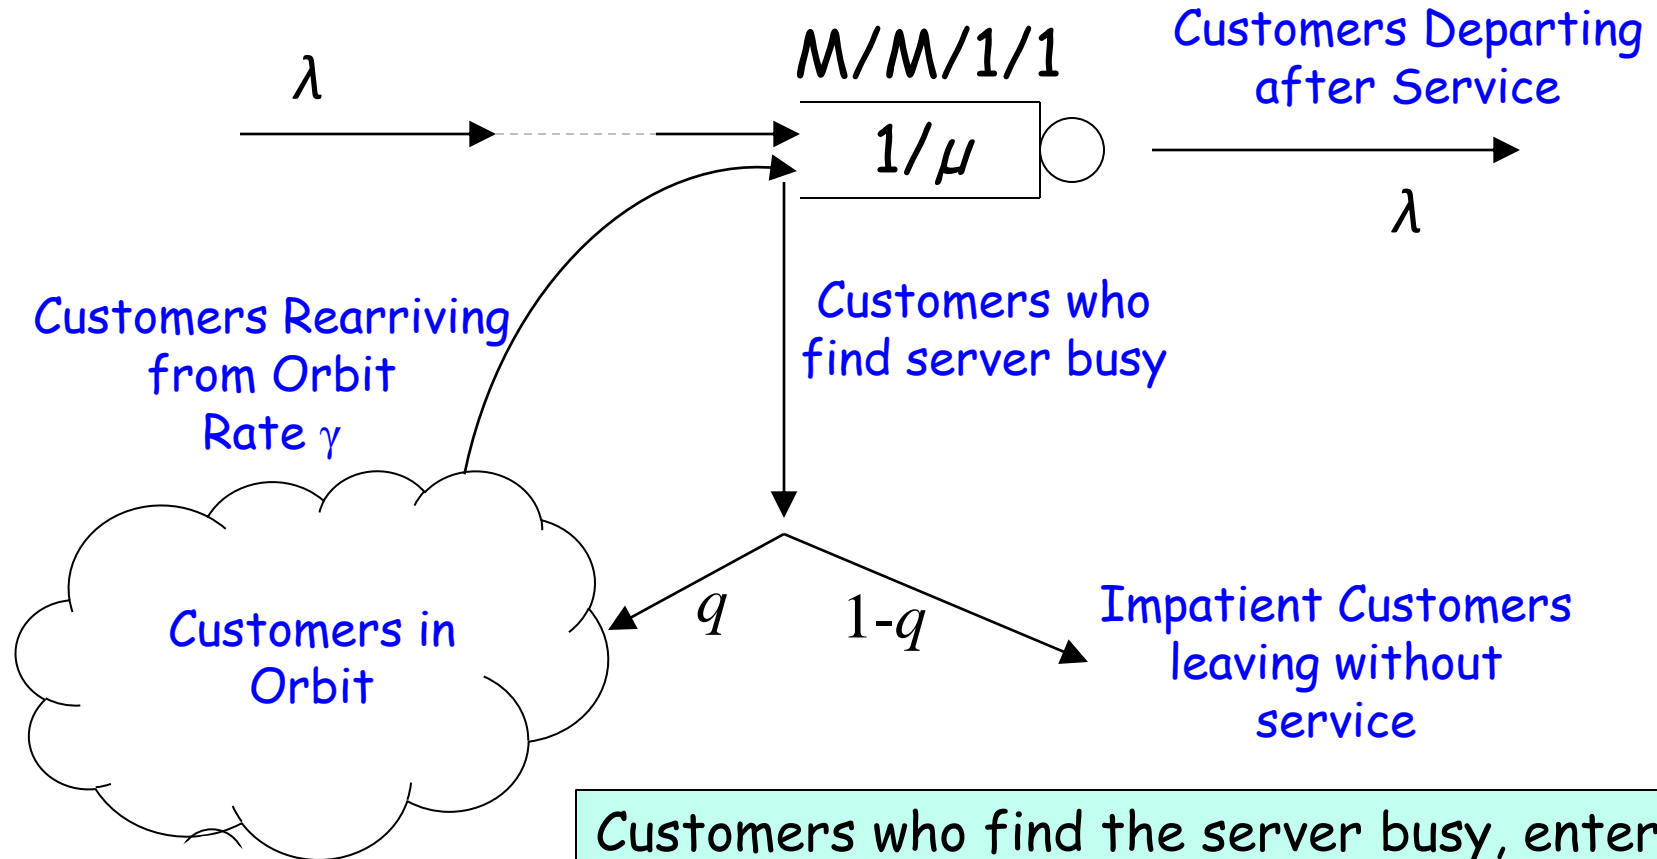 λ
M/M/1/1
1/μ
Customers Departing
after Service
λ
Customers Rearriving
from Orbit
Rate γ
Customers who
find server busy
q
1-q
Customers in
Orbit
Impatient Customers
leaving without
service
Customers who find the server busy, enter